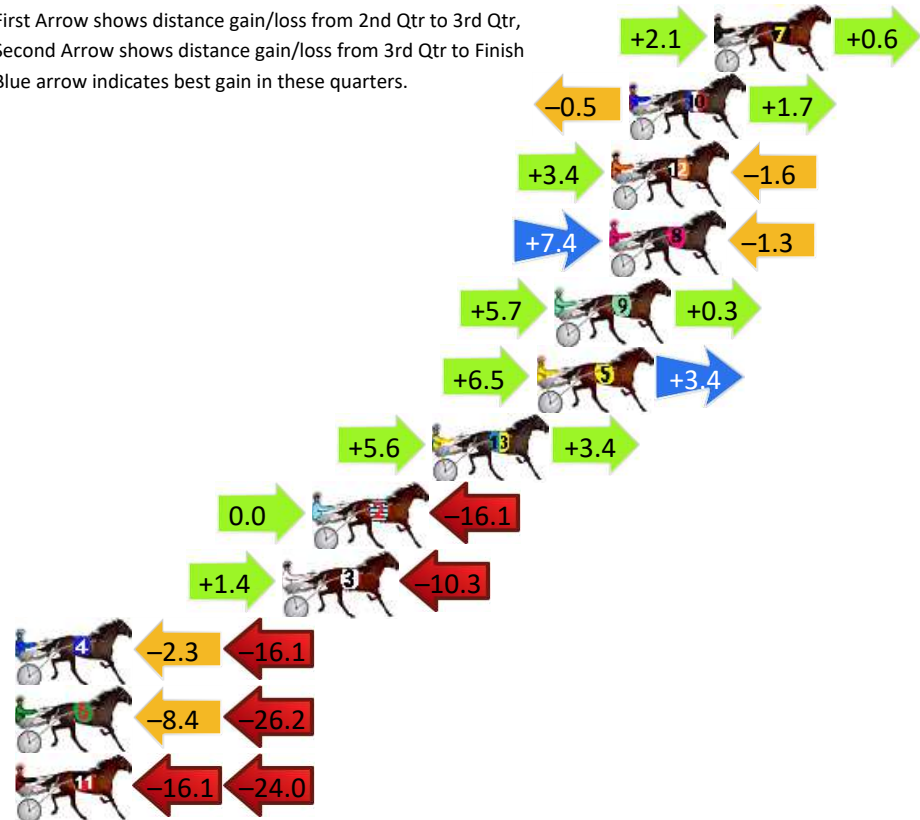 First Arrow shows distance gain/loss from 2nd Qtr to 3rd Qtr,
Second Arrow shows distance gain/loss from 3rd Qtr to Finish
Blue arrow indicates best gain in these quarters.
+2.1 7 +0.6
–0.5 10 +1.7
+3.4 12 –1.6
+7.4 8 –1.3
+5.7 9 +0.3
+6.5 5 +3.4
+5.6 13 +3.4
0.0 2 –16.1
+1.4 3 –10.3
4 –2.3 –16.1
–8.4 –26.2
11 –16.1 –24.0